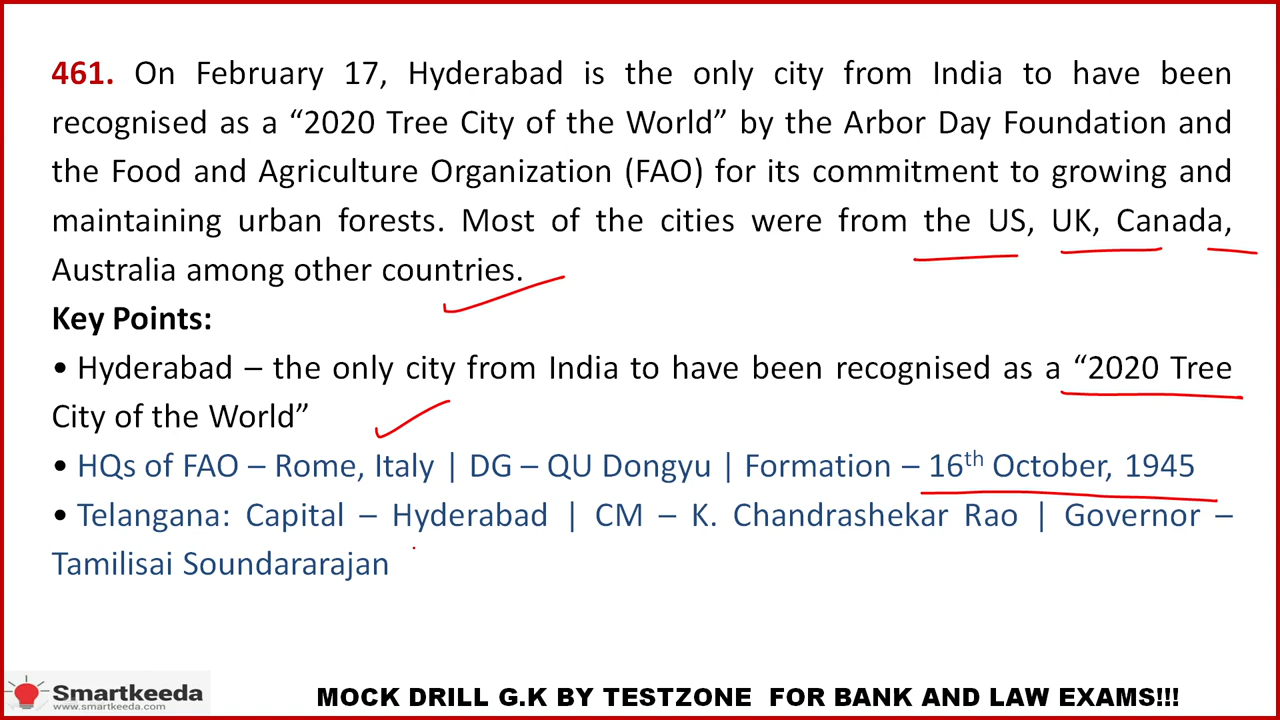 461. On February 17, Hyderabad is the only city from India to have been
recognised as a “2020 Tree City of the World” by the Arbor Day Foundation and
the Food and Agriculture Organization (FAO) for its commitment to growing and
maintaining urban forests. Most of the cities were from the US, UK, Canada,
Australia among other countries.
Key Points:
• Hyderabad – the only city from India to have been recognised as a “2020 Tree
City of the World”
• HQs of FAO – Rome, Italy | DG – QU Dongyu | Formation – 16th October, 1945
• Telangana: Capital – Hyderabad | CM – K. Chandrashekar Rao | Governor –
Tamilisai Soundararajan
Smartkeeda
www.smartkeeda.com
MOCK DRILL G.K BY TESTZONE FOR BANK AND LAW EXAMS!!!